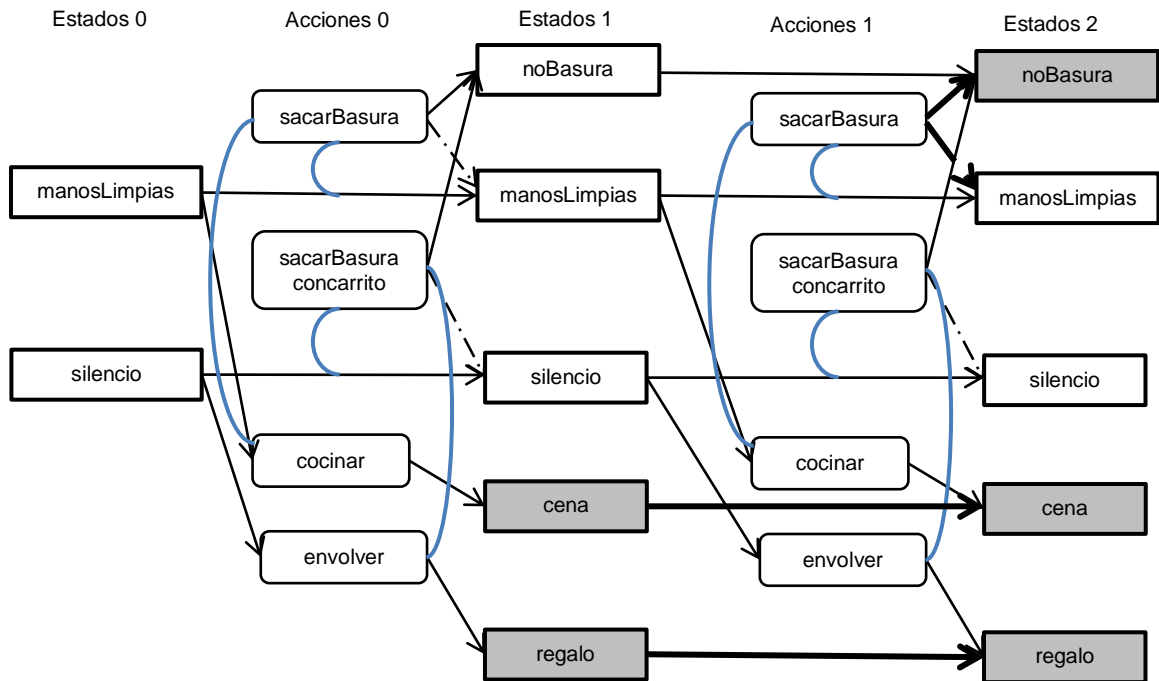 Estados 0
Acciones 0
Estados 1
Acciones 1
Estados 2
noBasura
noBasura
sacarBasura
sacarBasura
manosLimpias
manosLimpias
manosLimpias
sacarBasura
concarrito
sacarBasura
concarrito
silencio
silencio
silencio
cocinar
cocinar
cena
cena
envolver
envolver
regalo
regalo